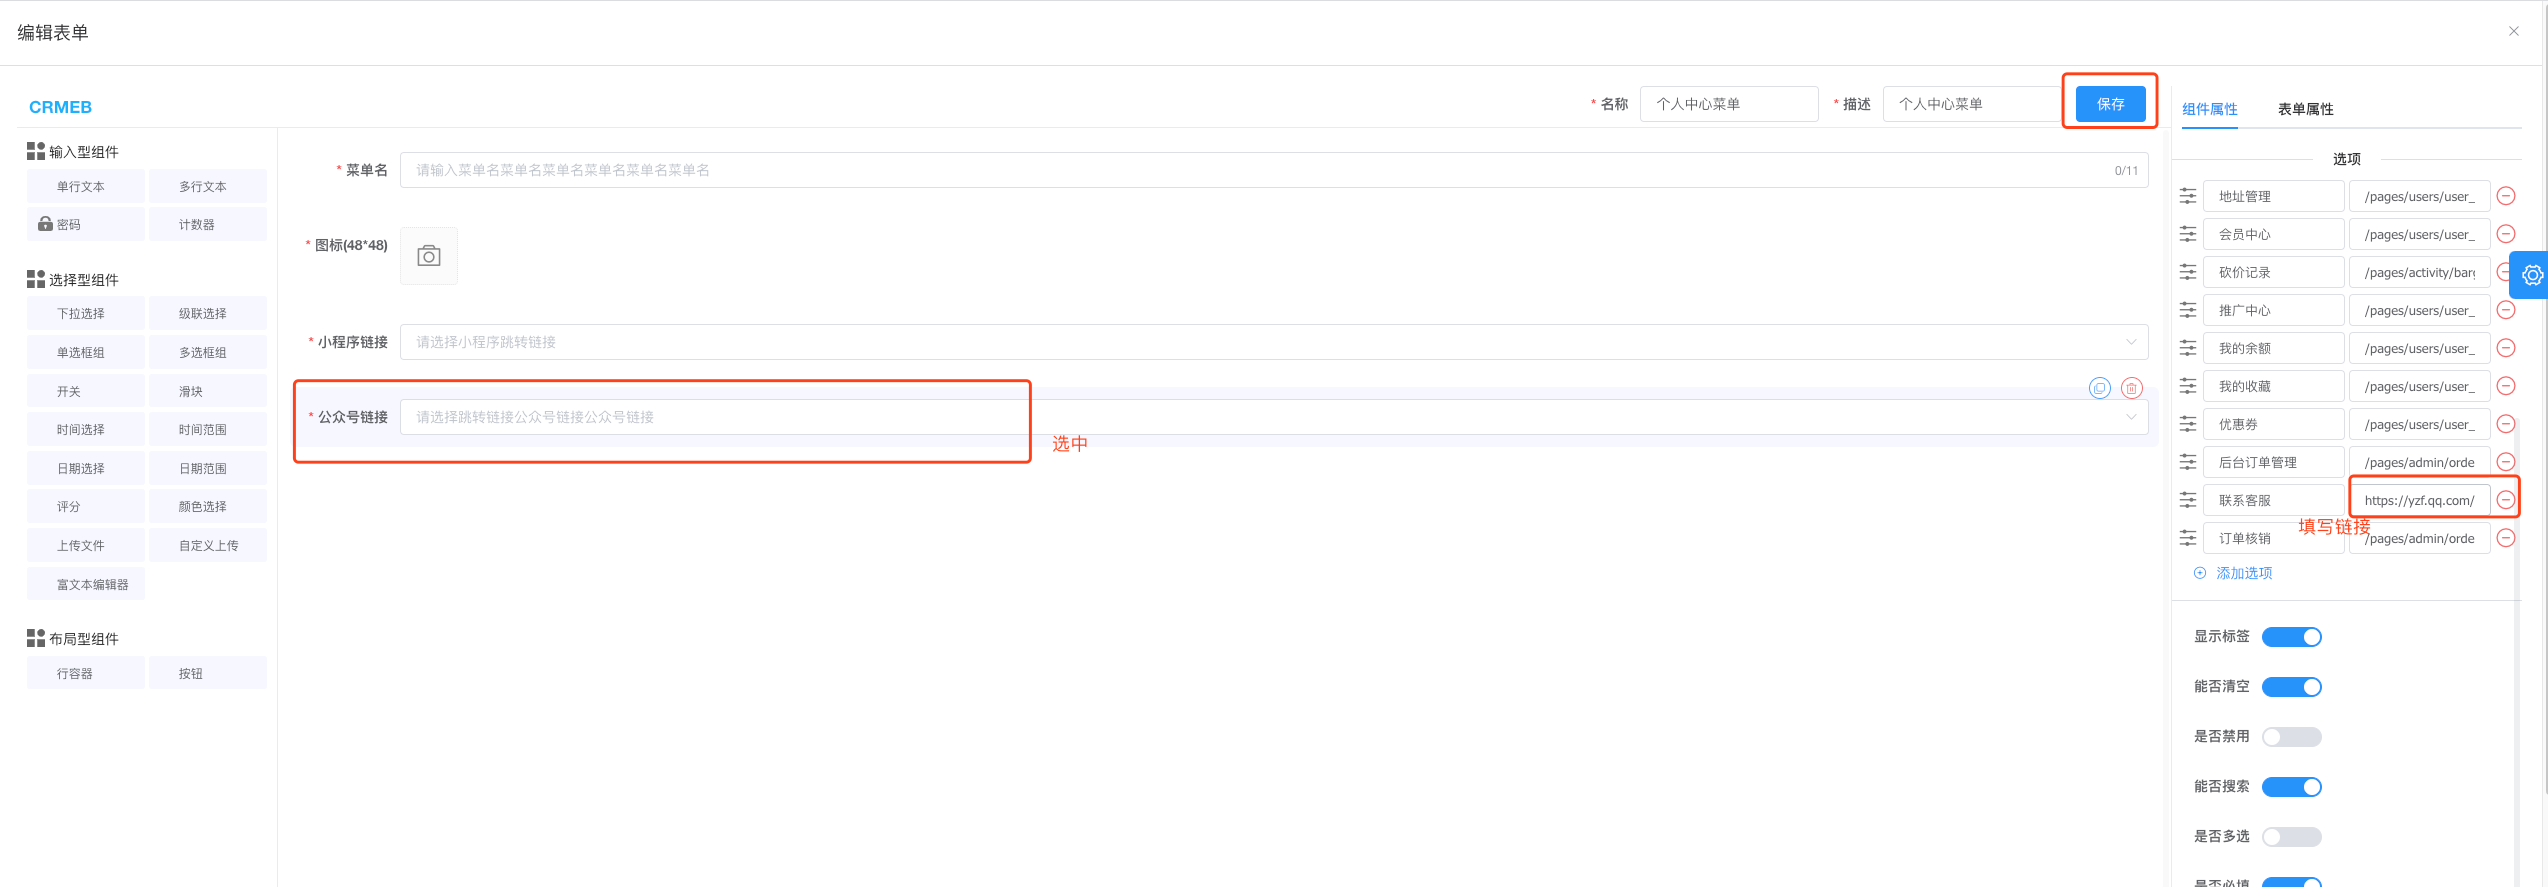 编辑表单
CRMEB
* 名称 个人中心菜单 * 描述 个人中心菜单 保存
输入型组件
单行文本 多行文本
密码 计数器
选择型组件
下拉选择 级联选择
单选框组 多选框组
开关 滑块
时间选择 时间范围
日期选择 日期范围
评分 颜色选择
上传文件 自定义上传
富文本编辑器
布局型组件
行容器 按钮
* 菜单名 请输入菜单名菜单名菜单名菜单名菜单名菜单名 0/11
* 图标(48*48)
* 小程序链接 请选择小程序跳转链接
* 公众号链接 请选择跳转链接公众号链接公众号链接
选中
组件属性 表单属性
选项
地址管理 /pages/users/user_
会员中心 /pages/users/user_
砍价记录 /pages/activity/barg
推广中心 /pages/users/user_
我的余额 /pages/users/user_
我的收藏 /pages/users/user_
优惠券 /pages/users/user_
后台订单管理 /pages/admin/orde
联系客服 https://yzf.qq.com/
填写链接
订单核销 /pages/admin/orde
添加选项
显示标签
能否清空
是否禁用
能否搜索
是否多选
是否必填